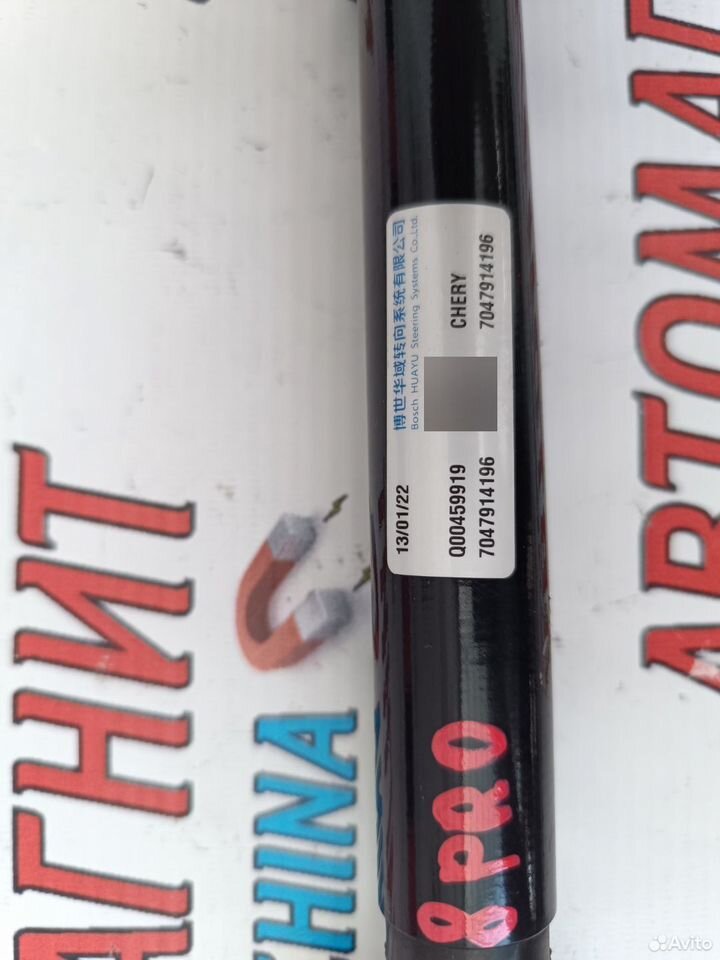 博世华域转向系统有限公司
Bosch HUAYU Steering Systems Co.,Ltd.
13/01/22
CHERY
Q00459919
7047914196
7047914196
8 PRO
АГНИТ
CHINA
АВТОМАГ
Avito